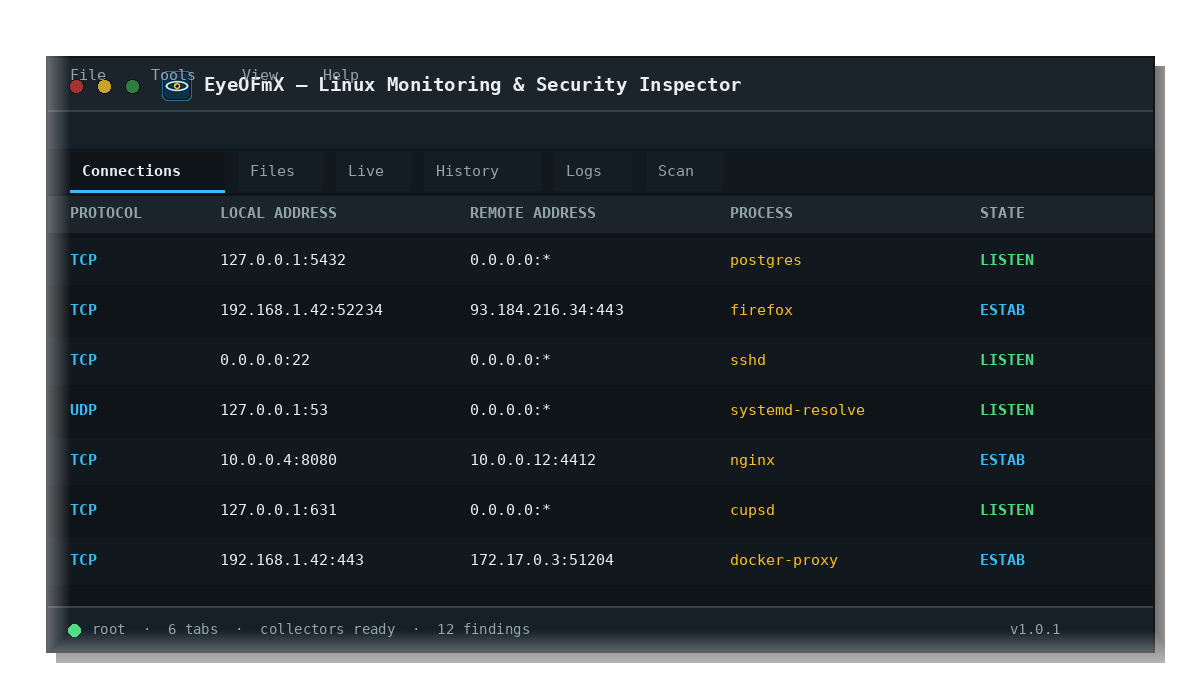 File Tools View Help
EyeOFmX — Linux Monitoring & Security Inspector
Connections Files Live History Logs Scan
PROTOCOL LOCAL ADDRESS REMOTE ADDRESS PROCESS STATE
TCP 127.0.0.1:5432 0.0.0.0:* postgres LISTEN
TCP 192.168.1.42:52234 93.184.216.34:443 firefox ESTAB
TCP 0.0.0.0:22 0.0.0.0:* sshd LISTEN
UDP 127.0.0.1:53 0.0.0.0:* systemd-resolve LISTEN
TCP 10.0.0.4:8080 10.0.0.12:4412 nginx ESTAB
TCP 127.0.0.1:631 0.0.0.0:* cupsd LISTEN
TCP 192.168.1.42:443 172.17.0.3:51204 docker-proxy ESTAB
root · 6 tabs · collectors ready · 12 findings v1.0.1